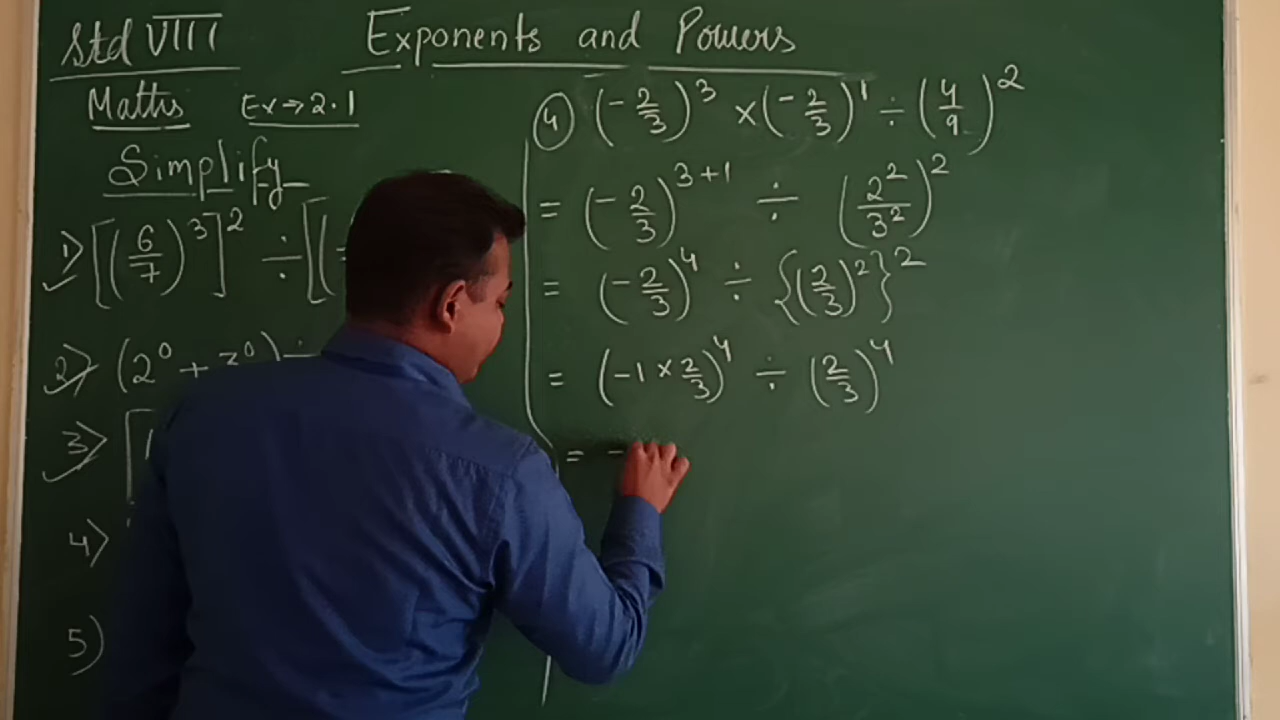 Std VIII
Exponents and Powers
Maths Ex→2.1
Simplify
1) [(6/7)³]² ÷ [(
2) (2⁰ + 3⁰) ÷
3) [
4)
5)
④ (-2/3)³ × (-2/3)¹ ÷ (4/9)²
= (-2/3)³⁺¹ ÷ (2²/3²)²
= (-2/3)⁴ ÷ {(2/3)²}²
= (-1 × 2/3)⁴ ÷ (2/3)⁴
= -